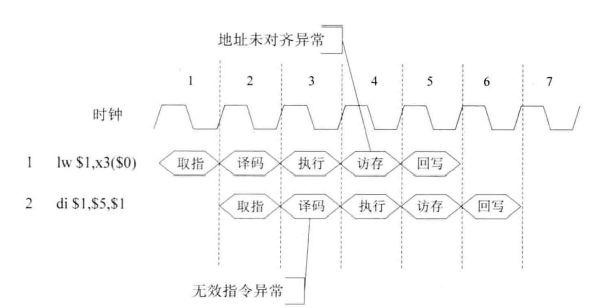 地址未对齐异常
1 2 3 4 5 6 7
时钟
1 lw $1,x3($0) 取指 译码 执行 访存 回写
2 di $1,$5,$1 取指 译码 执行 访存 回写
无效指令异常